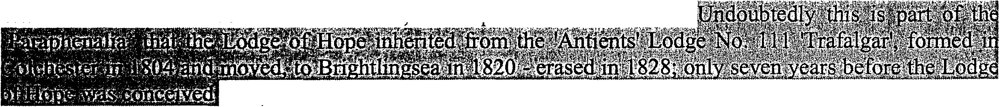 Undoubtedly this is part of the
'Paraphenalia' that the Lodge of Hope inherited from the 'Antients' Lodge No. 111 'Trafalgar', formed in
Colchester in 1804 and moved, to Brightlingsea in 1820 - erased in 1828; only seven years before the Lodge
of Hope was conceived